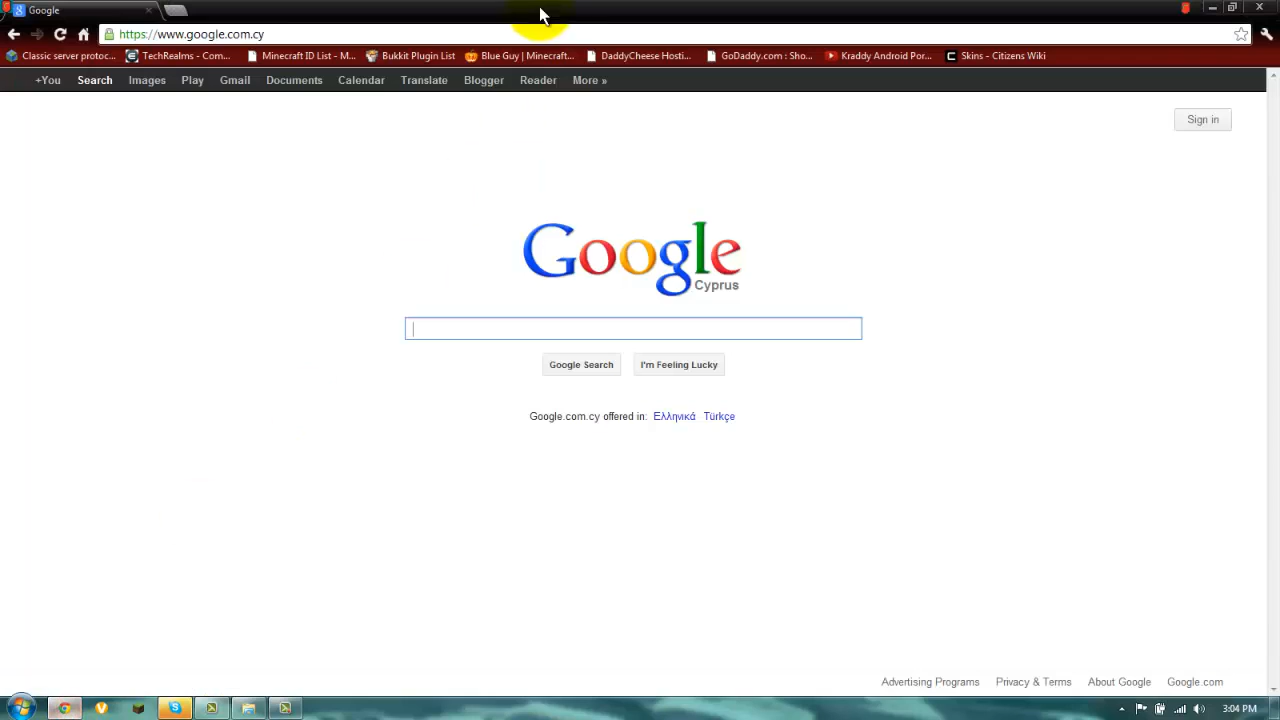 Google
https://www.google.com.cy
Classic server protoc... TechRealms - Com... Minecraft ID List - M... Bukkit Plugin List Blue Guy | Minecraft... DaddyCheese Hosti... GoDaddy.com : Sho... Kraddy Android Por... Skins - Citizens Wiki
+You Search Images Play Gmail Documents Calendar Translate Blogger Reader More »
Sign in
Google
Cyprus
Google Search I'm Feeling Lucky
Google.com.cy offered in: Ελληνικά Türkçe
Advertising Programs Privacy & Terms About Google Google.com
3:04 PM